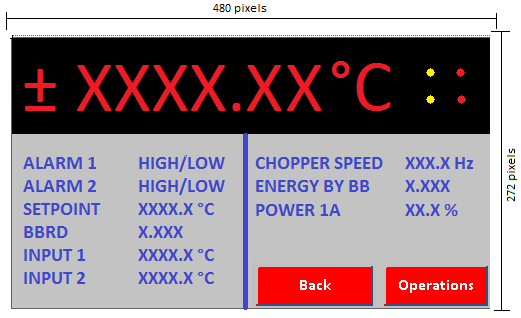 480 pixels
± XXXX.XX°C
272 pixels
ALARM 1 HIGH/LOW
ALARM 2 HIGH/LOW
SETPOINT XXXX.X °C
BBRD X.XXX
INPUT 1 XXXX.X °C
INPUT 2 XXXX.X °C
CHOPPER SPEED XXX.X Hz
ENERGY BY BB X.XXX
POWER 1A XX.X %
Back
Operations